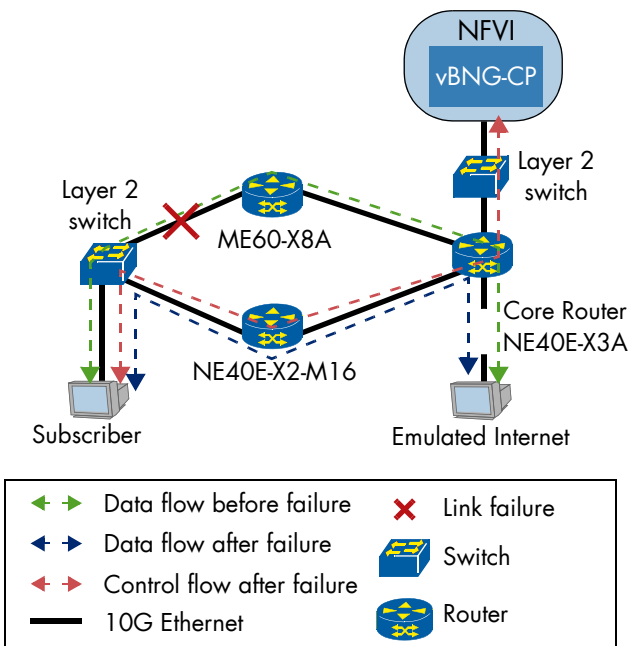 NFVI
vBNG-CP
Layer 2
switch
Layer 2
switch
ME60-X8A
Core Router
NE40E-X3A
NE40E-X2-M16
Subscriber
Emulated Internet
Data flow before failure
Data flow after failure
Control flow after failure
10G Ethernet
Link failure
Switch
Router